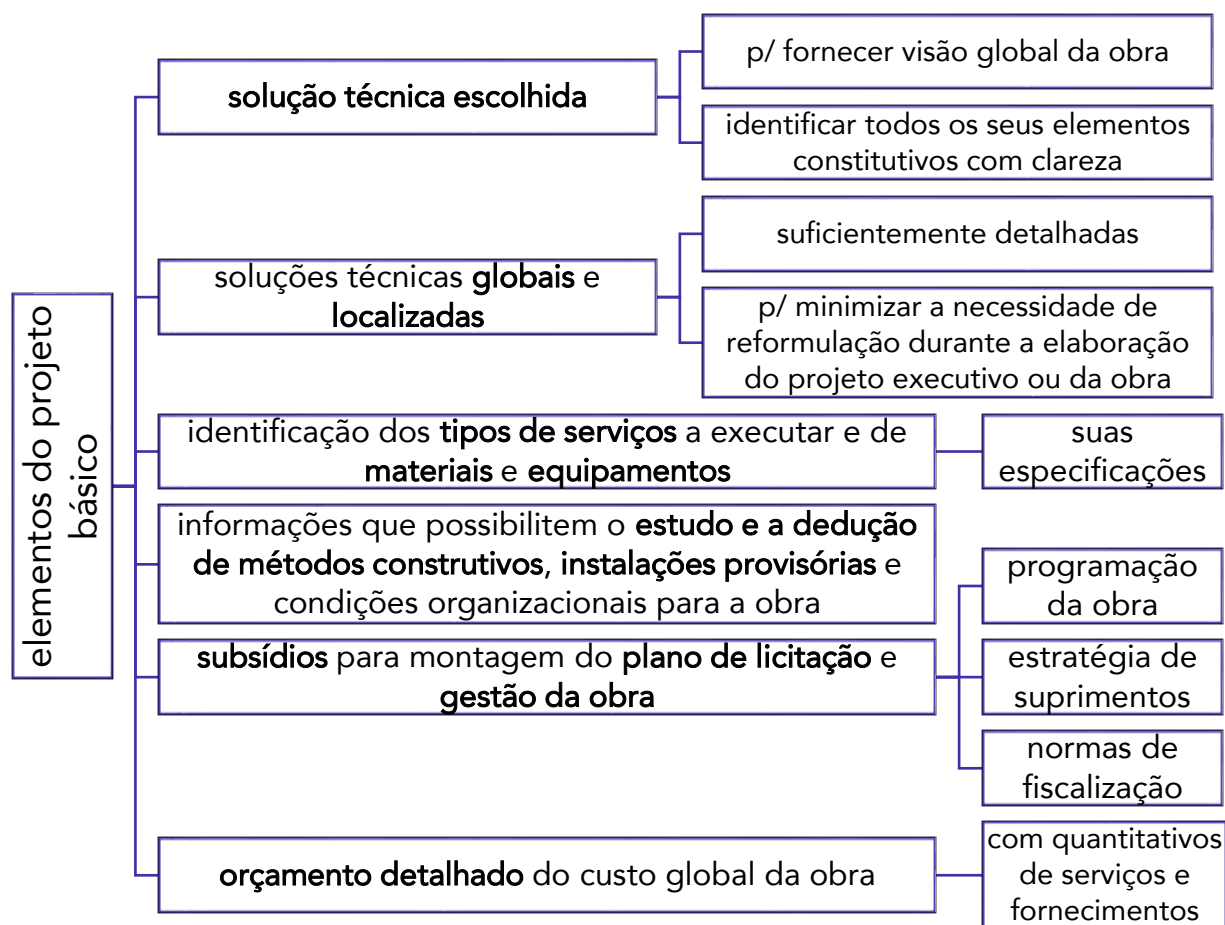 elementos do projeto
básico
solução técnica escolhida
p/ fornecer visão global da obra
identificar todos os seus elementos
constitutivos com clareza
soluções técnicas globais e
localizadas
suficientemente detalhadas
p/ minimizar a necessidade de
reformulação durante a elaboração
do projeto executivo ou da obra
identificação dos tipos de serviços a executar e de
materiais e equipamentos
suas
especificações
informações que possibilitem o estudo e a dedução
de métodos construtivos, instalações provisórias e
condições organizacionais para a obra
subsídios para montagem do plano de licitação e
gestão da obra
programação
da obra
estratégia de
suprimentos
normas de
fiscalização
orçamento detalhado do custo global da obra
com quantitativos
de serviços e
fornecimentos